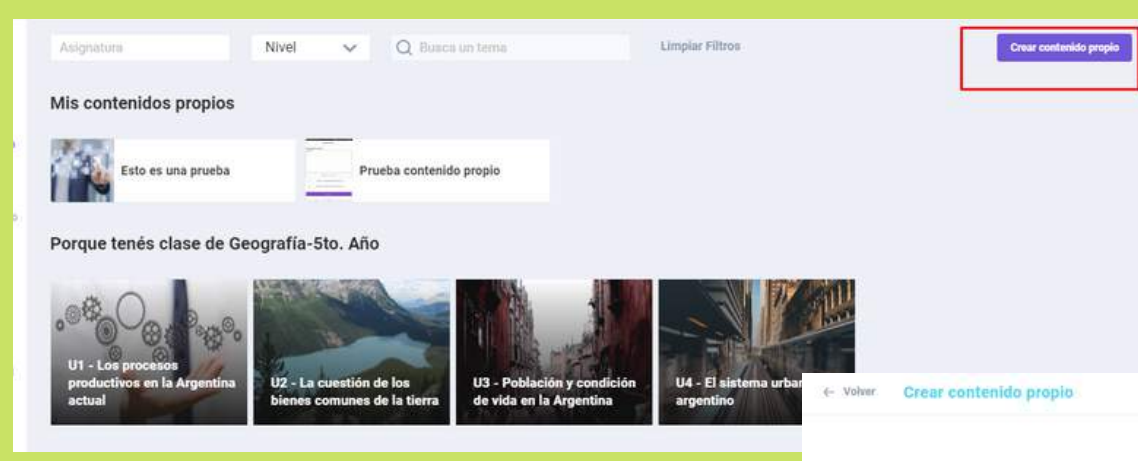 Asignatura Nivel Busca un tema Limpiar Filtros Crear contenido propio
Mis contenidos propios
Esto es una prueba Prueba contenido propio
Porque tenés clase de Geografía-5to. Año
U1 - Los procesos
productivos en la Argentina
actual
U2 - La cuestión de los
bienes comunes de la tierra
U3 - Población y condición
de vida en la Argentina
U4 - El sistema urban
argentino
← Volver Crear contenido propio